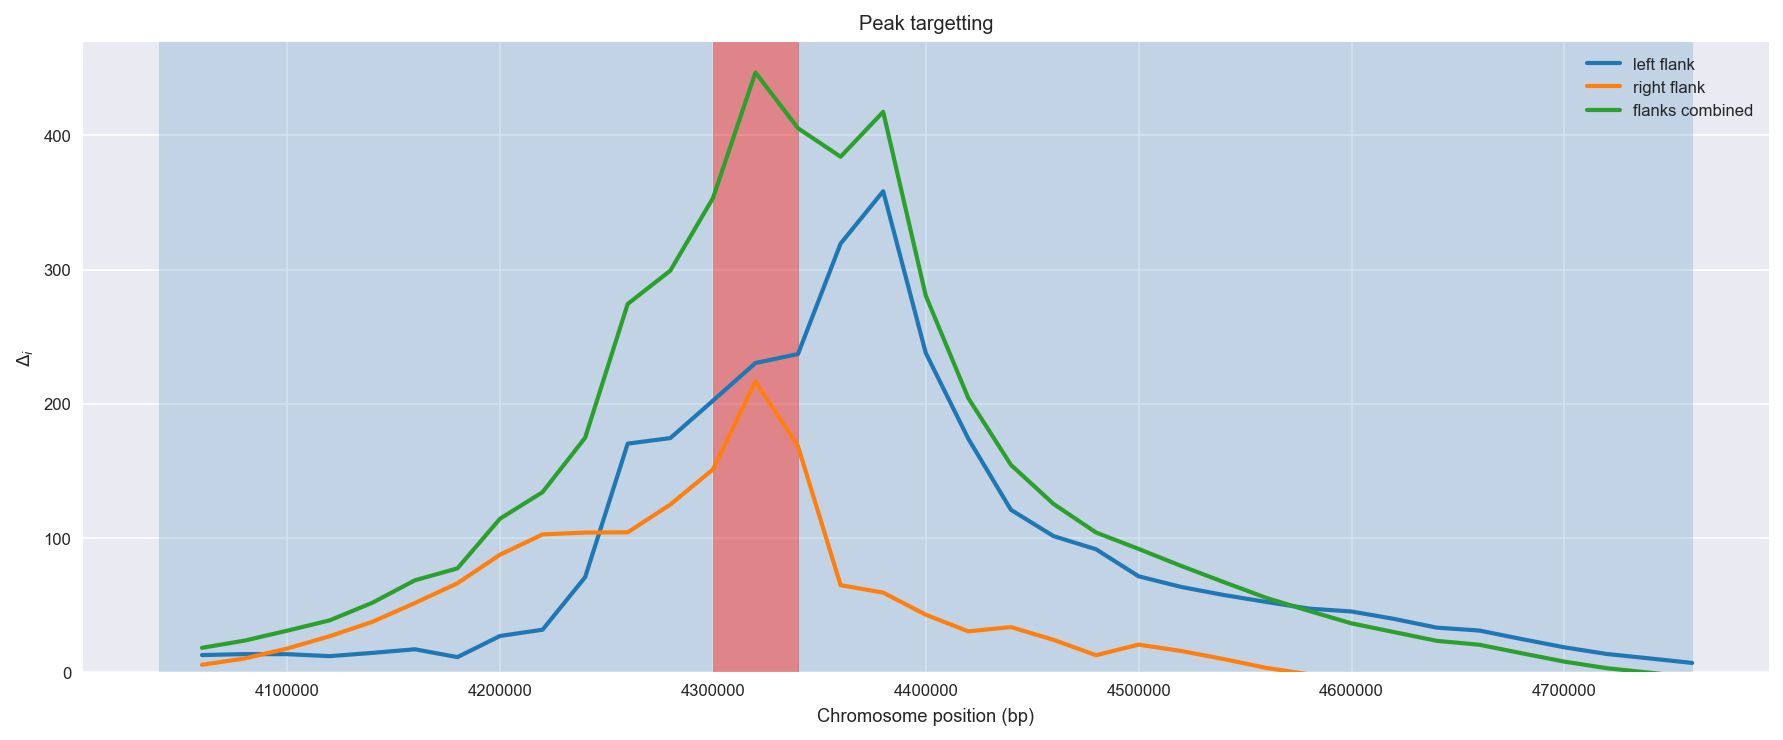 Peak targetting
left flank
right flank
flanks combined
400
300
200
100
0
Δi
4100000 4200000 4300000 4400000 4500000 4600000 4700000
Chromosome position (bp)